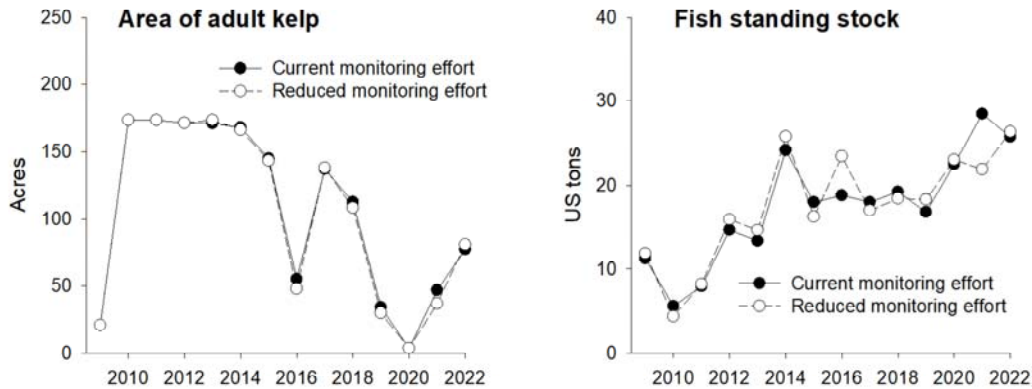 Area of adult kelp
250
200
150
100
50
0
Acres
Current monitoring effort
Reduced monitoring effort
2010 2012 2014 2016 2018 2020 2022
Fish standing stock
40
30
20
10
0
US tons
Current monitoring effort
Reduced monitoring effort
2010 2012 2014 2016 2018 2020 2022